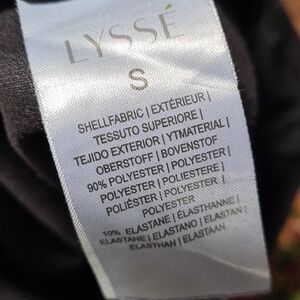 LYSSÉ
S
SHELLFABRIC | EXTÉRIEUR |
TESSUTO SUPERIORE |
TEJIDO EXTERIOR | YTMATERIAL |
OBERSTOFF | BOVENSTOF
90% POLYESTER | POLYESTER |
POLYESTER | POLIESTERE |
POLIÉSTER | POLYESTER |
POLYESTER
10% ELASTANE | ÉLASTHANNE |
ELASTANE | ELASTANO | ELASTAN |
ELASTHAN | ELASTAAN